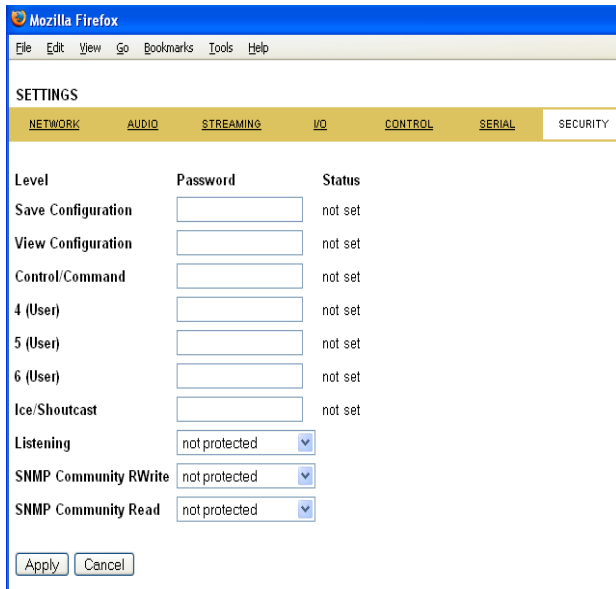 Mozilla Firefox
File Edit View Go Bookmarks Tools Help
SETTINGS
NETWORK AUDIO STREAMING I/O CONTROL SERIAL SECURITY
Level Password Status
Save Configuration not set
View Configuration not set
Control/Command not set
4 (User) not set
5 (User) not set
6 (User) not set
Ice/Shoutcast not set
Listening not protected
SNMP Community RWrite not protected
SNMP Community Read not protected
Apply Cancel